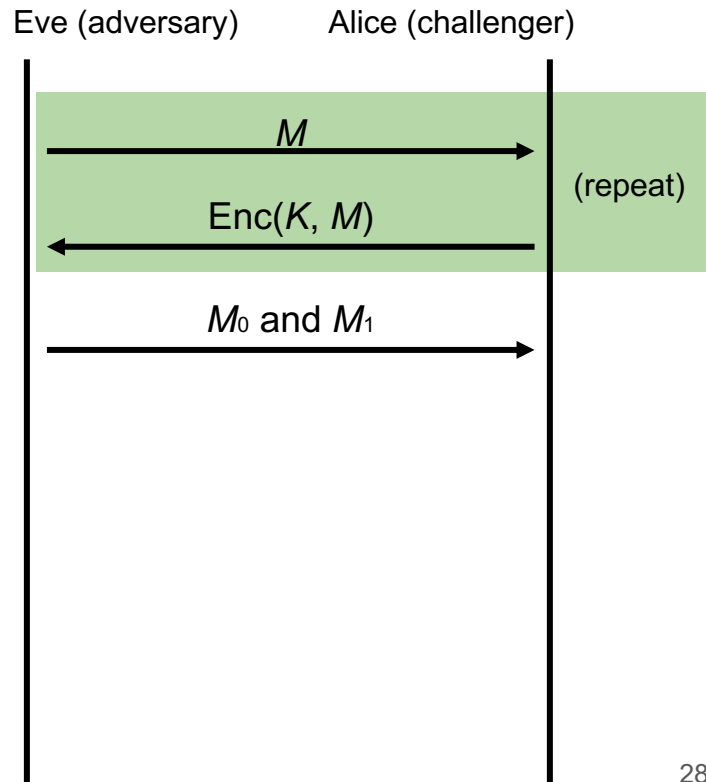 Eve (adversary) Alice (challenger)
M
(repeat)
Enc(K, M)
M₀ and M₁
28